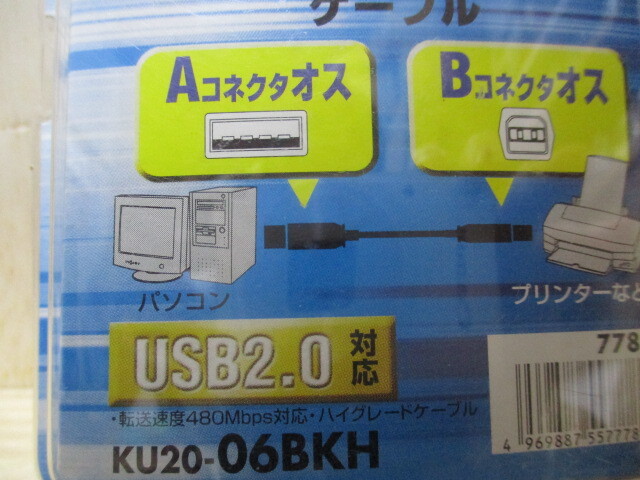 ケーブル
Aコネクタオス
Bコネクタオス
パソコン
プリンターなど
USB2.0対応
778
・転送速度480Mbps対応・ハイグレードケーブル
4 969887 557778
KU20-06BKH